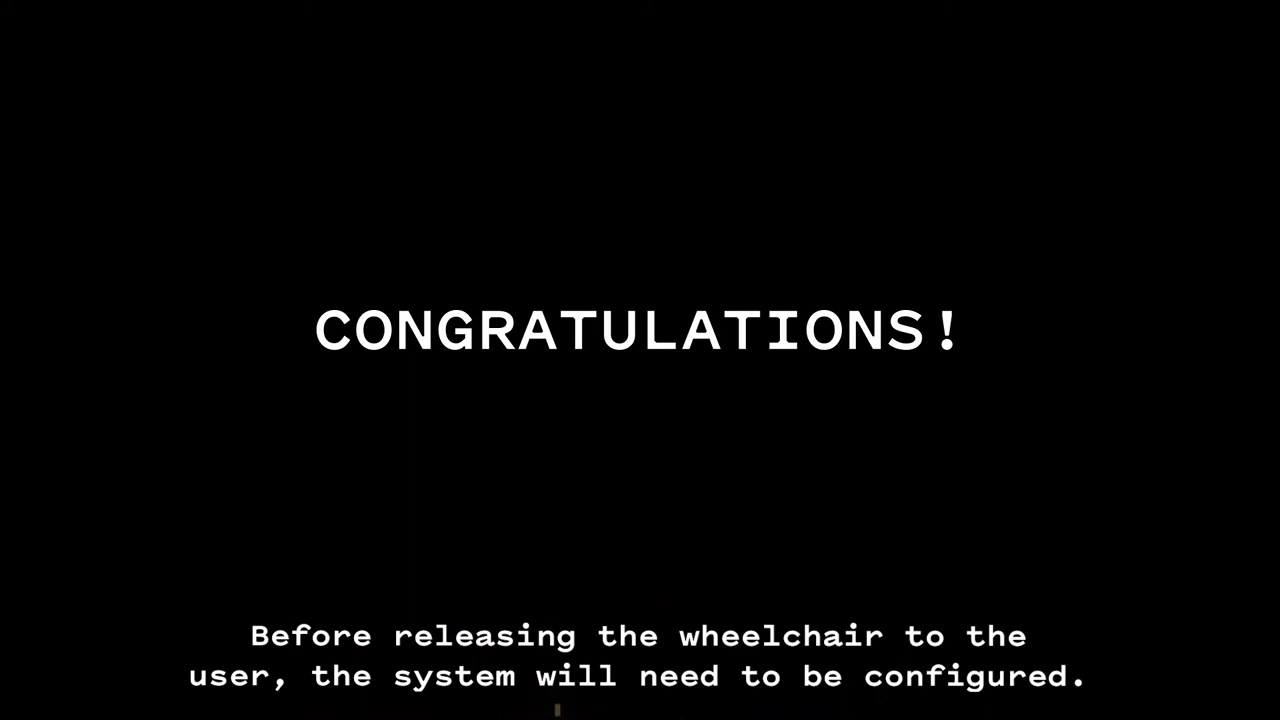 CONGRATULATIONS!
Before releasing the wheelchair to the
user, the system will need to be configured.